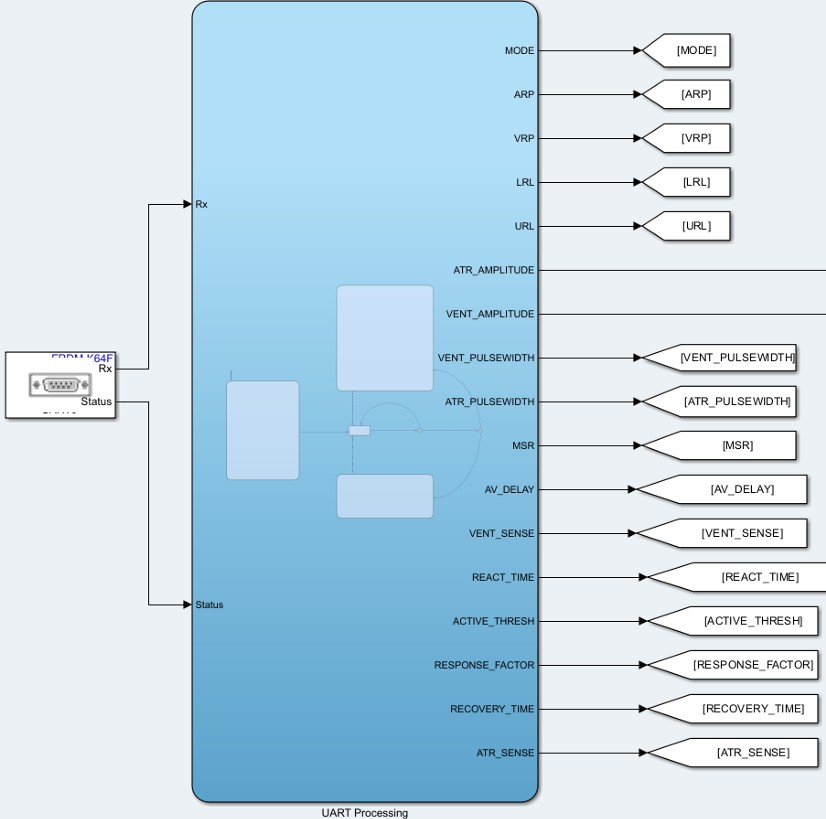 MODE
[MODE]
ARP
[ARP]
VRP
[VRP]
LRL
[LRL]
Rx
URL
[URL]
ATR_AMPLITUDE
VENT_AMPLITUDE
VENT_PULSEWIDTH
[VENT_PULSEWIDTH]
FRDM-K64F
Rx
Status
ATR_PULSEWIDTH
[ATR_PULSEWIDTH]
MSR
[MSR]
AV_DELAY
[AV_DELAY]
VENT_SENSE
[VENT_SENSE]
REACT_TIME
[REACT_TIME]
Status
ACTIVE_THRESH
[ACTIVE_THRESH]
RESPONSE_FACTOR
[RESPONSE_FACTOR]
RECOVERY_TIME
[RECOVERY_TIME]
ATR_SENSE
[ATR_SENSE]
UART Processing